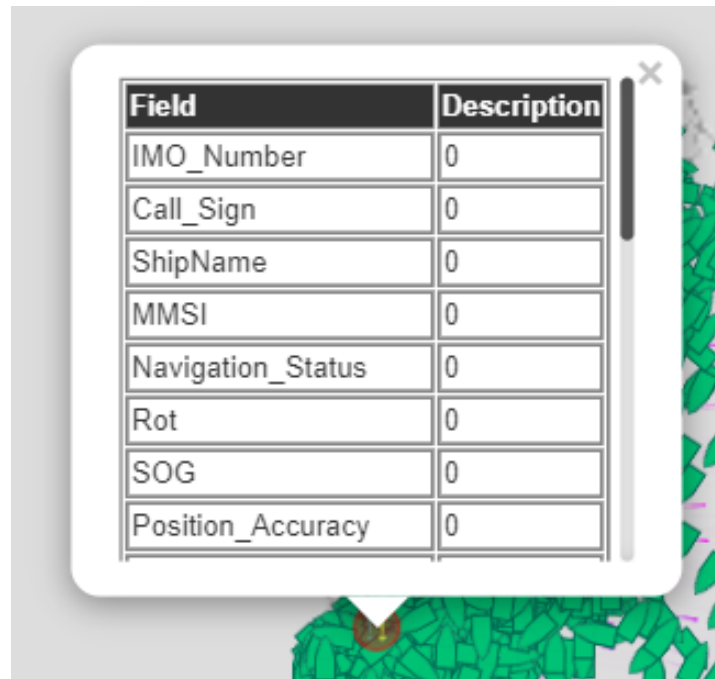 ×
Field Description
IMO_Number 0
Call_Sign 0
ShipName 0
MMSI 0
Navigation_Status 0
Rot 0
SOG 0
Position_Accuracy 0